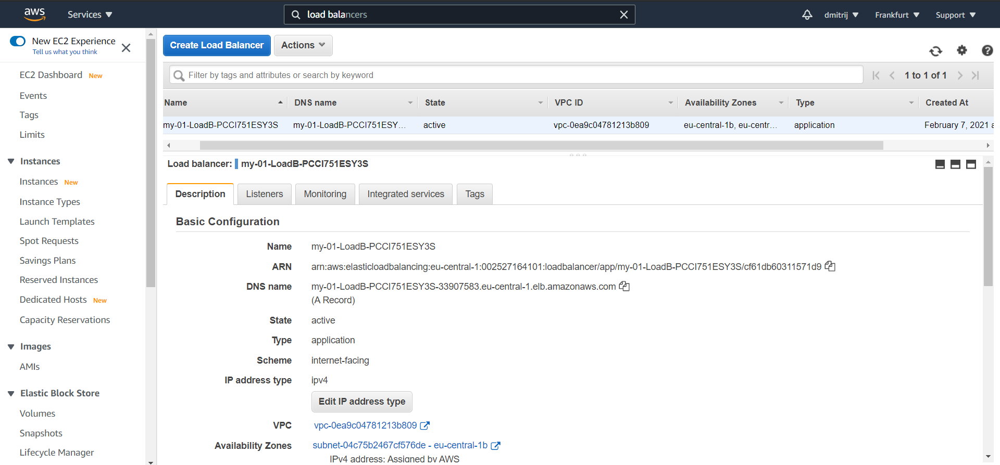 aws
Services
load balancers
dmitrij
Frankfurt
Support
New EC2 Experience
Tell us what you think
EC2 Dashboard New
Events
Tags
Limits
Instances
Instances New
Instance Types
Launch Templates
Spot Requests
Savings Plans
Reserved Instances
Dedicated Hosts New
Capacity Reservations
Images
AMIs
Elastic Block Store
Volumes
Snapshots
Lifecycle Manager
Create Load Balancer Actions
Filter by tags and attributes or search by keyword
1 to 1 of 1
Name DNS name State VPC ID Availability Zones Type Created At
my-01-LoadB-PCCI751ESY3S my-01-LoadB-PCCI751ESY... active vpc-0ea9c04781213b809 eu-central-1b, eu-centr... application February 7, 2021 a
Load balancer: my-01-LoadB-PCCI751ESY3S
Description Listeners Monitoring Integrated services Tags
Basic Configuration
Name my-01-LoadB-PCCI751ESY3S
ARN arn:aws:elasticloadbalancing:eu-central-1:002527164101:loadbalancer/app/my-01-LoadB-PCCI751ESY3S/cf61db60311571d9
DNS name my-01-LoadB-PCCI751ESY3S-33907583.eu-central-1.elb.amazonaws.com
(A Record)
State active
Type application
Scheme internet-facing
IP address type ipv4
Edit IP address type
VPC vpc-0ea9c04781213b809
Availability Zones subnet-04c75b2467cf576de - eu-central-1b
IPv4 address: Assigned by AWS